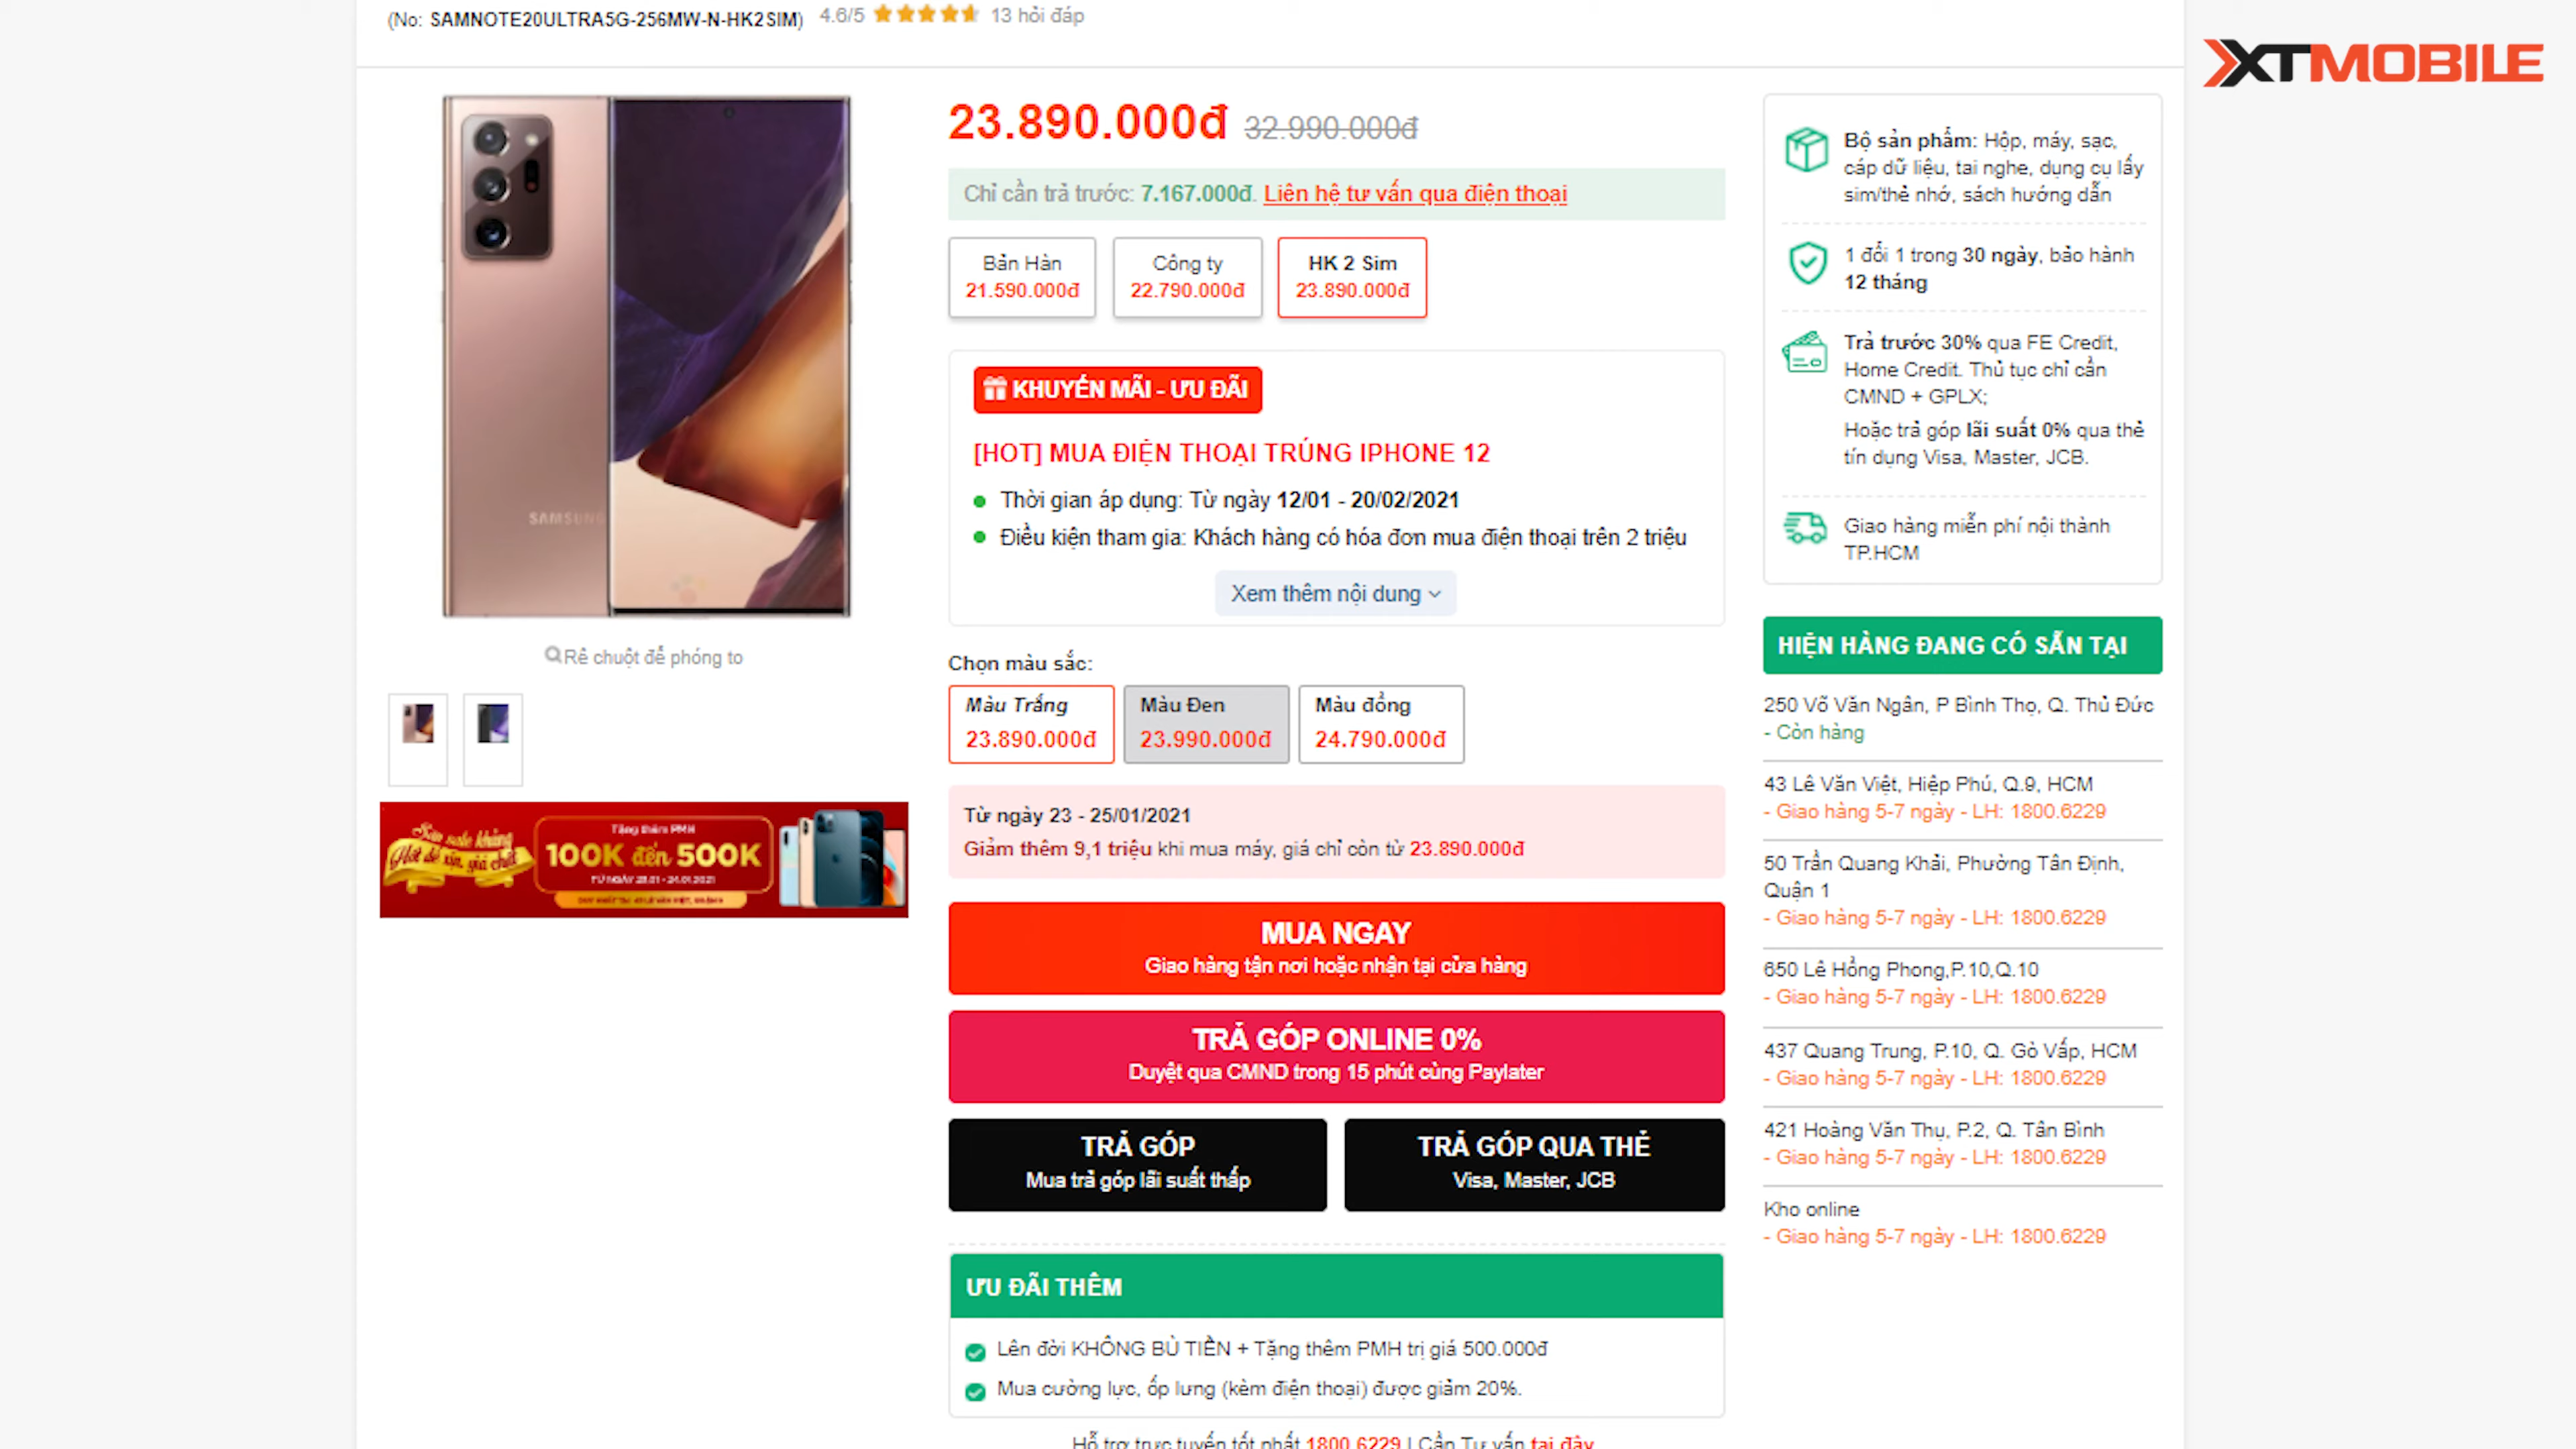 (No: SAMNOTE20ULTRA5G-256MW-N-HK2SIM) 4.6/5 13 hỏi đáp
XTMOBILE
SAMSUNG
Rê chuột để phóng to
Tặng thêm PMH
100K đến 500K
23.890.000đ 32.990.000đ
Chỉ cần trả trước: 7.167.000đ. Liên hệ tư vấn qua điện thoại
Bản Hàn
21.590.000đ
Công ty
22.790.000đ
HK 2 Sim
23.890.000đ
KHUYẾN MÃI - ƯU ĐÃI
[HOT] MUA ĐIỆN THOẠI TRÚNG IPHONE 12
Thời gian áp dụng: Từ ngày 12/01 - 20/02/2021
Điều kiện tham gia: Khách hàng có hóa đơn mua điện thoại trên 2 triệu
Xem thêm nội dung
Chọn màu sắc:
Màu Trắng
23.890.000đ
Màu Đen
23.990.000đ
Màu đồng
24.790.000đ
Từ ngày 23 - 25/01/2021
Giảm thêm 9,1 triệu khi mua máy, giá chỉ còn từ 23.890.000đ
MUA NGAY
Giao hàng tận nơi hoặc nhận tại cửa hàng
TRẢ GÓP ONLINE 0%
Duyệt qua CMND trong 15 phút cùng Paylater
TRẢ GÓP
Mua trả góp lãi suất thấp
TRẢ GÓP QUA THẺ
Visa, Master, JCB
ƯU ĐÃI THÊM
Lên đời KHÔNG BÙ TIỀN + Tặng thêm PMH trị giá 500.000đ
Mua cường lực, ốp lưng (kèm điện thoại) được giảm 20%.
Hỗ trợ trực tuyến tốt nhất 1800.6229 | Cần Tư vấn tại đây
Bộ sản phẩm: Hộp, máy, sạc,
cáp dữ liệu, tai nghe, dụng cụ lấy
sim/thẻ nhớ, sách hướng dẫn
1 đổi 1 trong 30 ngày, bảo hành
12 tháng
Trả trước 30% qua FE Credit,
Home Credit. Thủ tục chỉ cần
CMND + GPLX;
Hoặc trả góp lãi suất 0% qua thẻ
tín dụng Visa, Master, JCB.
Giao hàng miễn phí nội thành
TP.HCM
HIỆN HÀNG ĐANG CÓ SẴN TẠI
250 Võ Văn Ngân, P Bình Thọ, Q. Thủ Đức
- Còn hàng
43 Lê Văn Việt, Hiệp Phú, Q.9, HCM
- Giao hàng 5-7 ngày - LH: 1800.6229
50 Trần Quang Khải, Phường Tân Định,
Quận 1
- Giao hàng 5-7 ngày - LH: 1800.6229
650 Lê Hồng Phong,P.10,Q.10
- Giao hàng 5-7 ngày - LH: 1800.6229
437 Quang Trung, P.10, Q. Gò Vấp, HCM
- Giao hàng 5-7 ngày - LH: 1800.6229
421 Hoàng Văn Thụ, P.2, Q. Tân Bình
- Giao hàng 5-7 ngày - LH: 1800.6229
Kho online
- Giao hàng 5-7 ngày - LH: 1800.6229